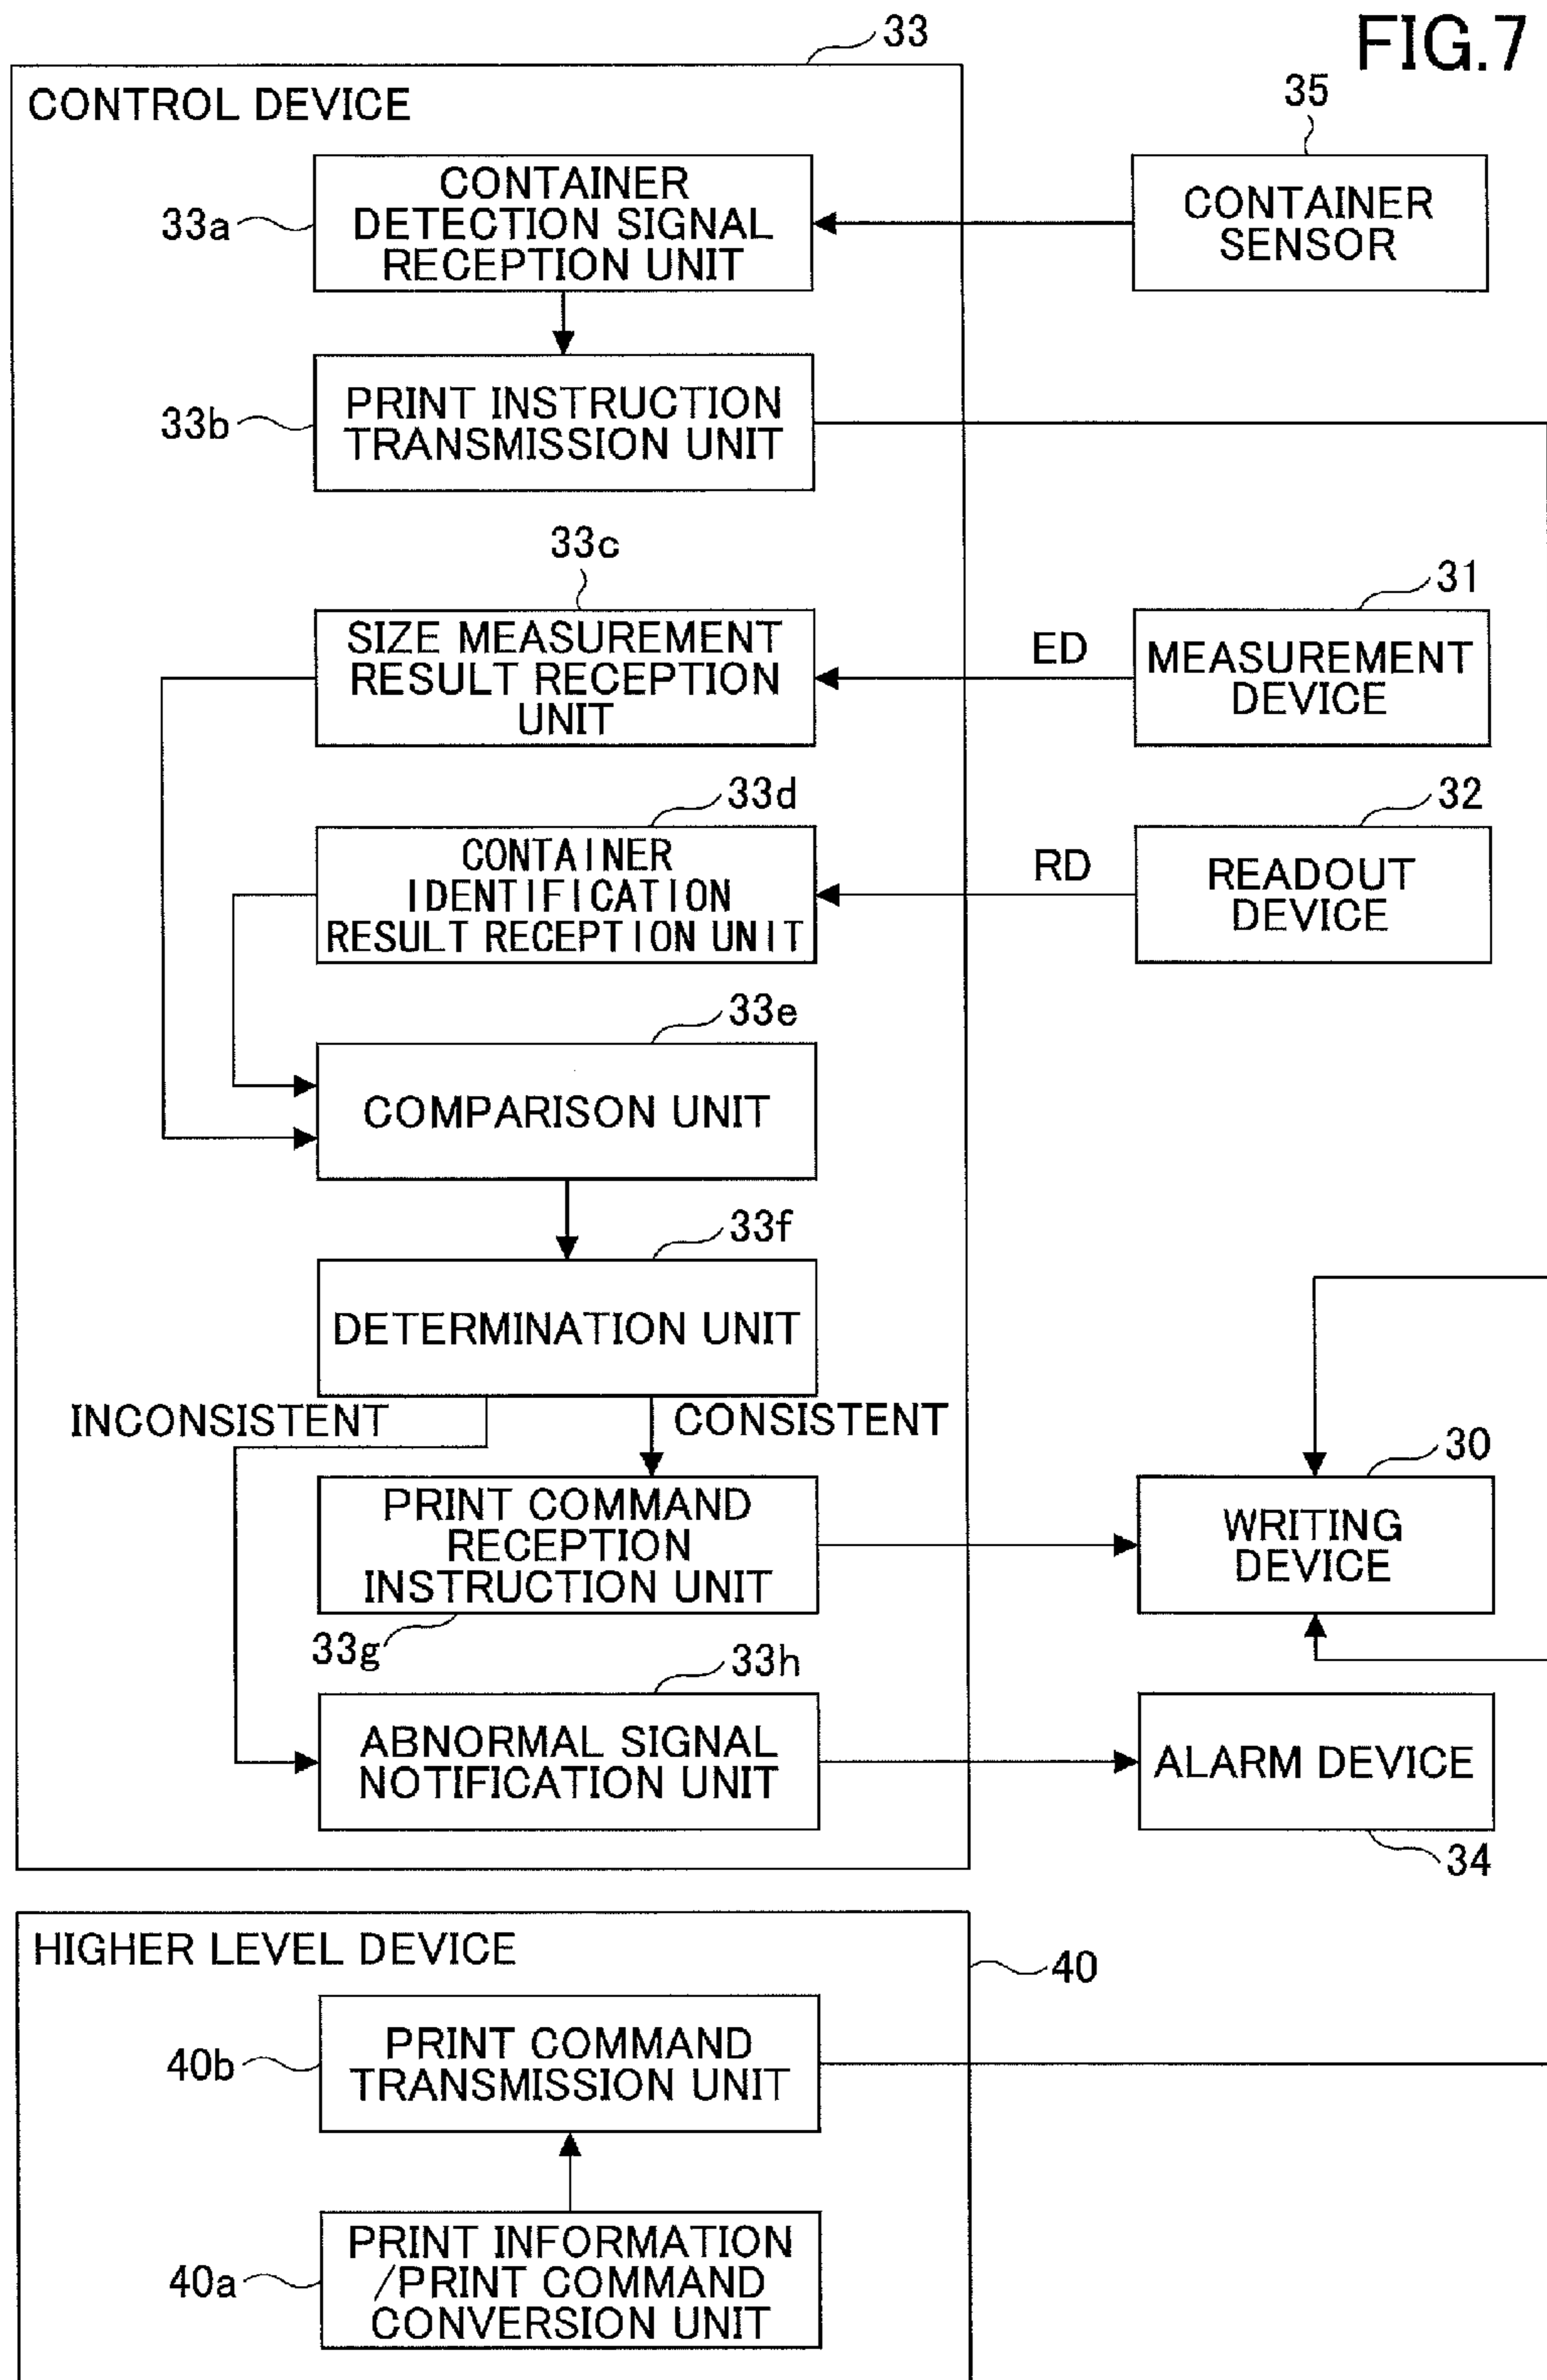 FIG.7
33
CONTROL DEVICE
35
33a
CONTAINER
DETECTION SIGNAL
RECEPTION UNIT
CONTAINER
SENSOR
33b
PRINT INSTRUCTION
TRANSMISSION UNIT
33c
31
SIZE MEASUREMENT
RESULT RECEPTION
UNIT
ED
MEASUREMENT
DEVICE
33d
32
CONTAINER
IDENTIFICATION
RESULT RECEPTION UNIT
RD
READOUT
DEVICE
33e
COMPARISON UNIT
33f
DETERMINATION UNIT
INCONSISTENT
CONSISTENT
30
PRINT COMMAND
RECEPTION
INSTRUCTION UNIT
WRITING
DEVICE
33g
33h
ABNORMAL SIGNAL
NOTIFICATION UNIT
ALARM DEVICE
34
HIGHER LEVEL DEVICE
40
40b
PRINT COMMAND
TRANSMISSION UNIT
40a
PRINT INFORMATION
/PRINT COMMAND
CONVERSION UNIT